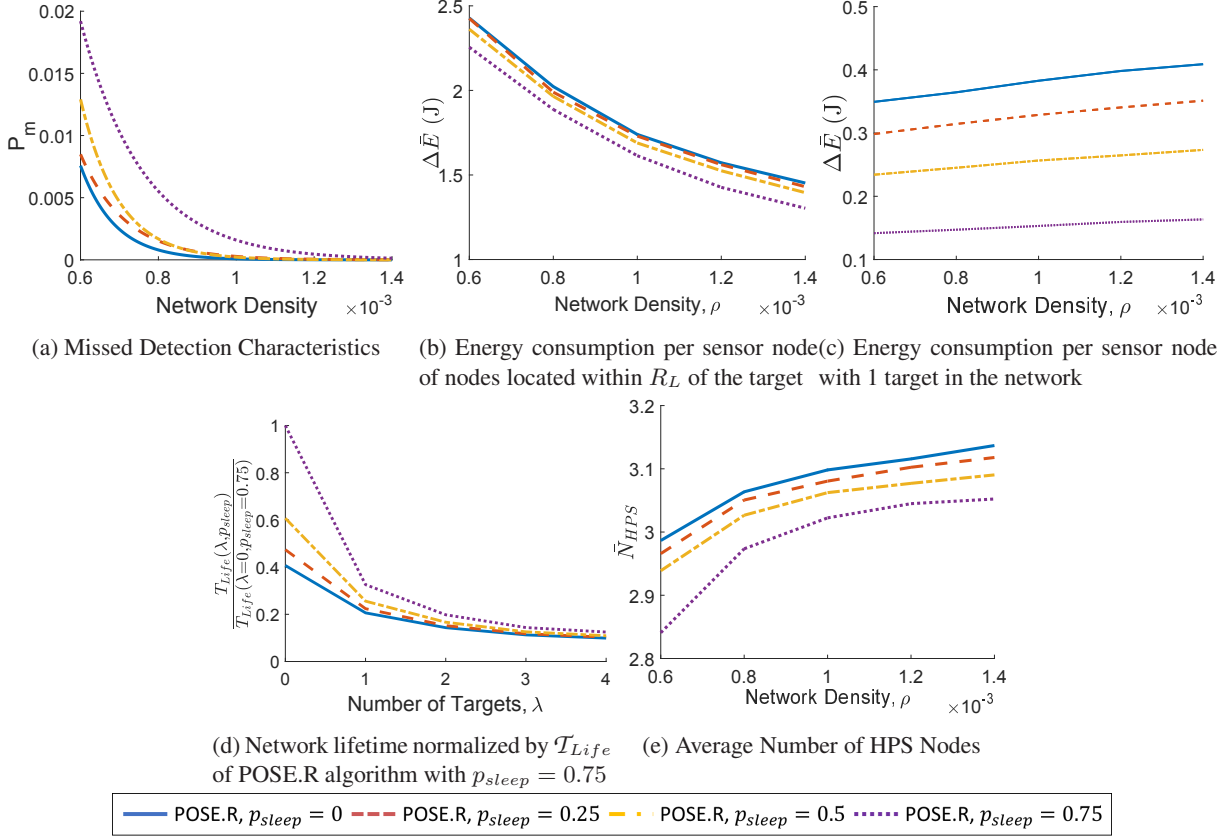 0.02
0.015
0.01
0.005
0
P_m
0.6 0.8 1 1.2 1.4
Network Density ×10⁻³
(a) Missed Detection Characteristics
2.5
2
1.5
1
ΔĒ (J)
0.6 0.8 1 1.2 1.4
Network Density, ρ ×10⁻³
(b) Energy consumption per sensor node
of nodes located within R_L of the target
0.5
0.4
0.3
0.2
0.1
ΔĒ (J)
0.6 0.8 1 1.2 1.4
Network Density, ρ ×10⁻³
(c) Energy consumption per sensor node
with 1 target in the network
1
0.8
0.6
0.4
0.2
0
T_Life(λ,p_sleep)
T_Life(λ=0,p_sleep=0.75)
0 1 2 3 4
Number of Targets, λ
(d) Network lifetime normalized by 𝒯_Life
of POSE.R algorithm with p_sleep = 0.75
3.2
3.1
3
2.9
2.8
N̄_HPS
0.6 0.8 1 1.2 1.4
Network Density, ρ ×10⁻³
(e) Average Number of HPS Nodes
POSE.R, p_sleep = 0 POSE.R, p_sleep = 0.25 POSE.R, p_sleep = 0.5 POSE.R, p_sleep = 0.75